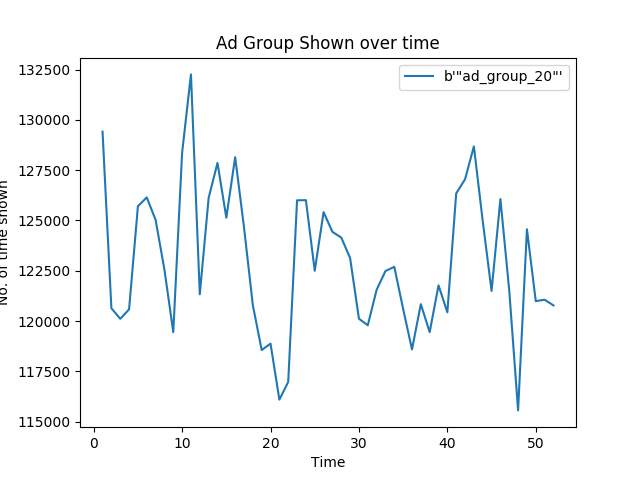 Ad Group Shown over time
b'"ad_group_20"'
132500
130000
127500
125000
122500
120000
117500
115000
No. of time shown
0 10 20 30 40 50
Time